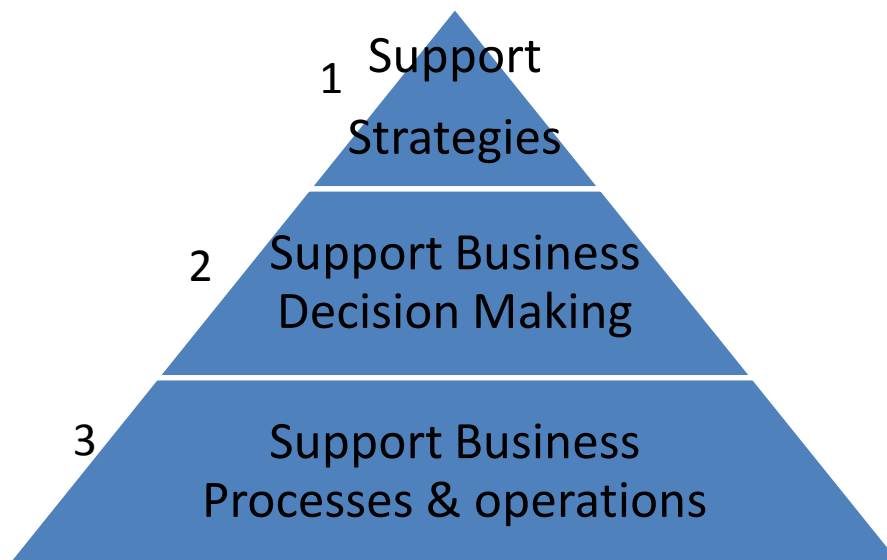 1
Support
Strategies
2
Support Business
Decision Making
3
Support Business
Processes & operations